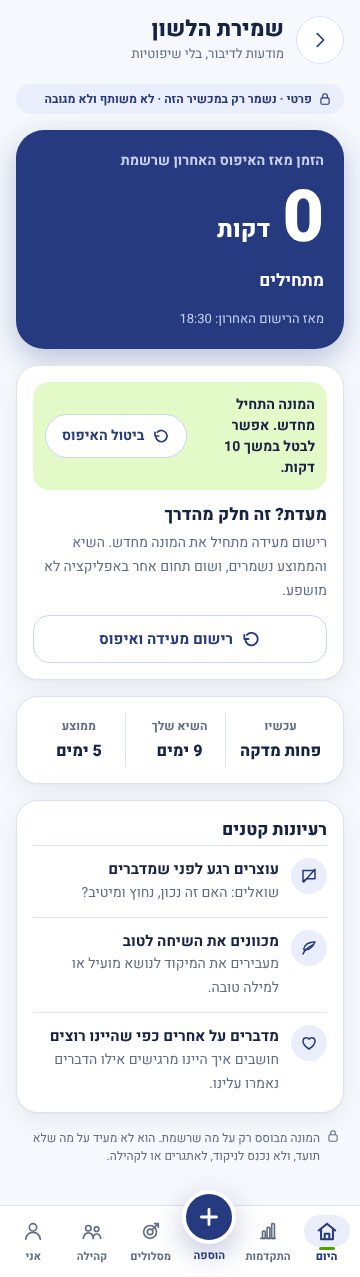 שמירת הלשון
מודעות לדיבור, בלי שיפוטיות
פרטי · נשמר רק במכשיר הזה · לא משותף ולא מגובה
הזמן מאז האיפוס האחרון שרשמת
0 דקות
מתחילים
מאז הרישום האחרון: 18:30
המונה התחיל
מחדש. אפשר
לבטל במשך 10
דקות.
ביטול האיפוס
מעדת? זה חלק מהדרך
רישום מעידה מתחיל את המונה מחדש. השיא
והממוצע נשמרים, ושום תחום אחר באפליקציה לא
מושפע.
רישום מעידה ואיפוס
עכשיו
פחות מדקה
השיא שלך
9 ימים
ממוצע
5 ימים
רעיונות קטנים
עוצרים רגע לפני שמדברים
שואלים: האם זה נכון, נחוץ ומיטיב?
מכוונים את השיחה לטוב
מעבירים את המיקוד לנושא מועיל או
למילה טובה.
מדברים על אחרים כפי שהיינו רוצים
חושבים איך היינו מרגישים אילו הדברים
נאמרו עלינו.
המונה מבוסס רק על מה שרשמת. הוא לא מעיד על מה שלא
תועד, ולא נכנס לניקוד, לאתגרים או לקהילה.
היום
התקדמות
הוספה
מסלולים
קהילה
אני